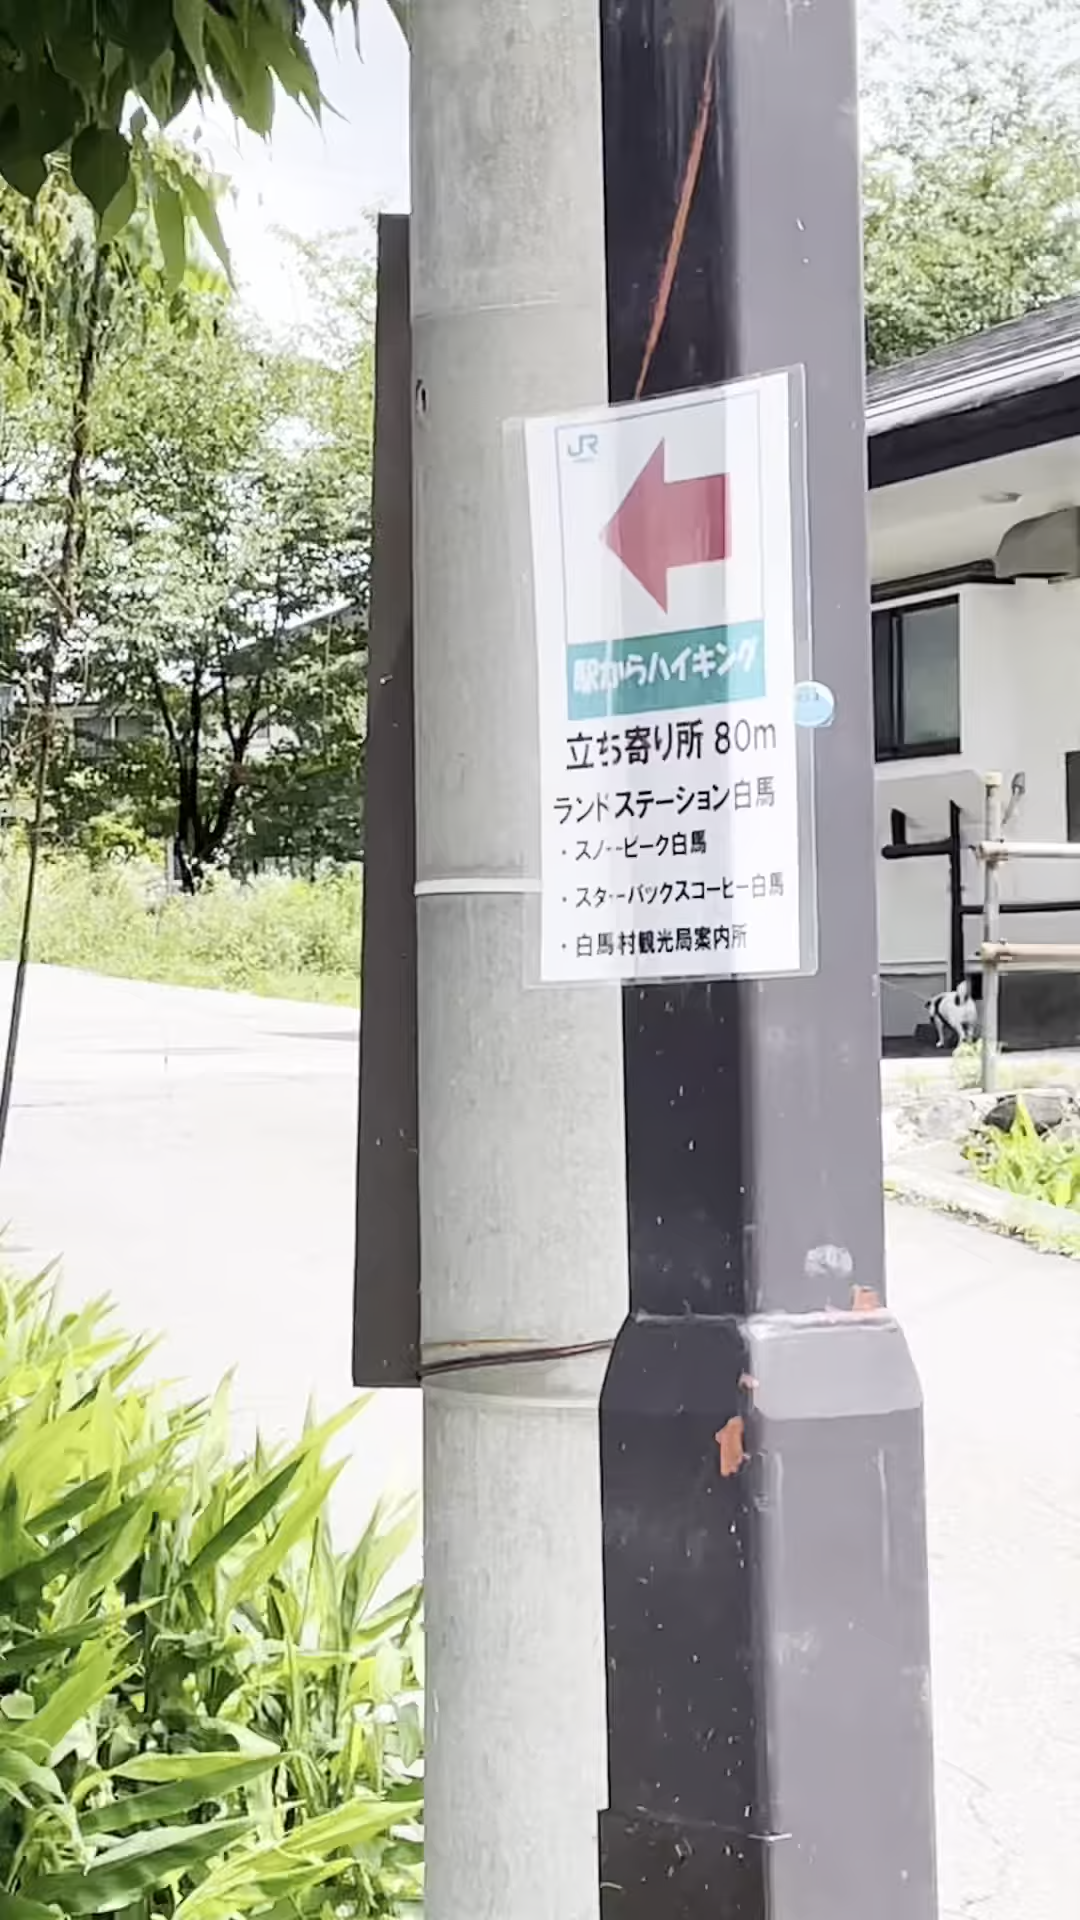 JR
駅からハイキング
立ち寄り所 80m
ランドステーション白馬
・スノーピーク白馬
・スターバックスコーヒー白馬
・白馬村観光局案内所